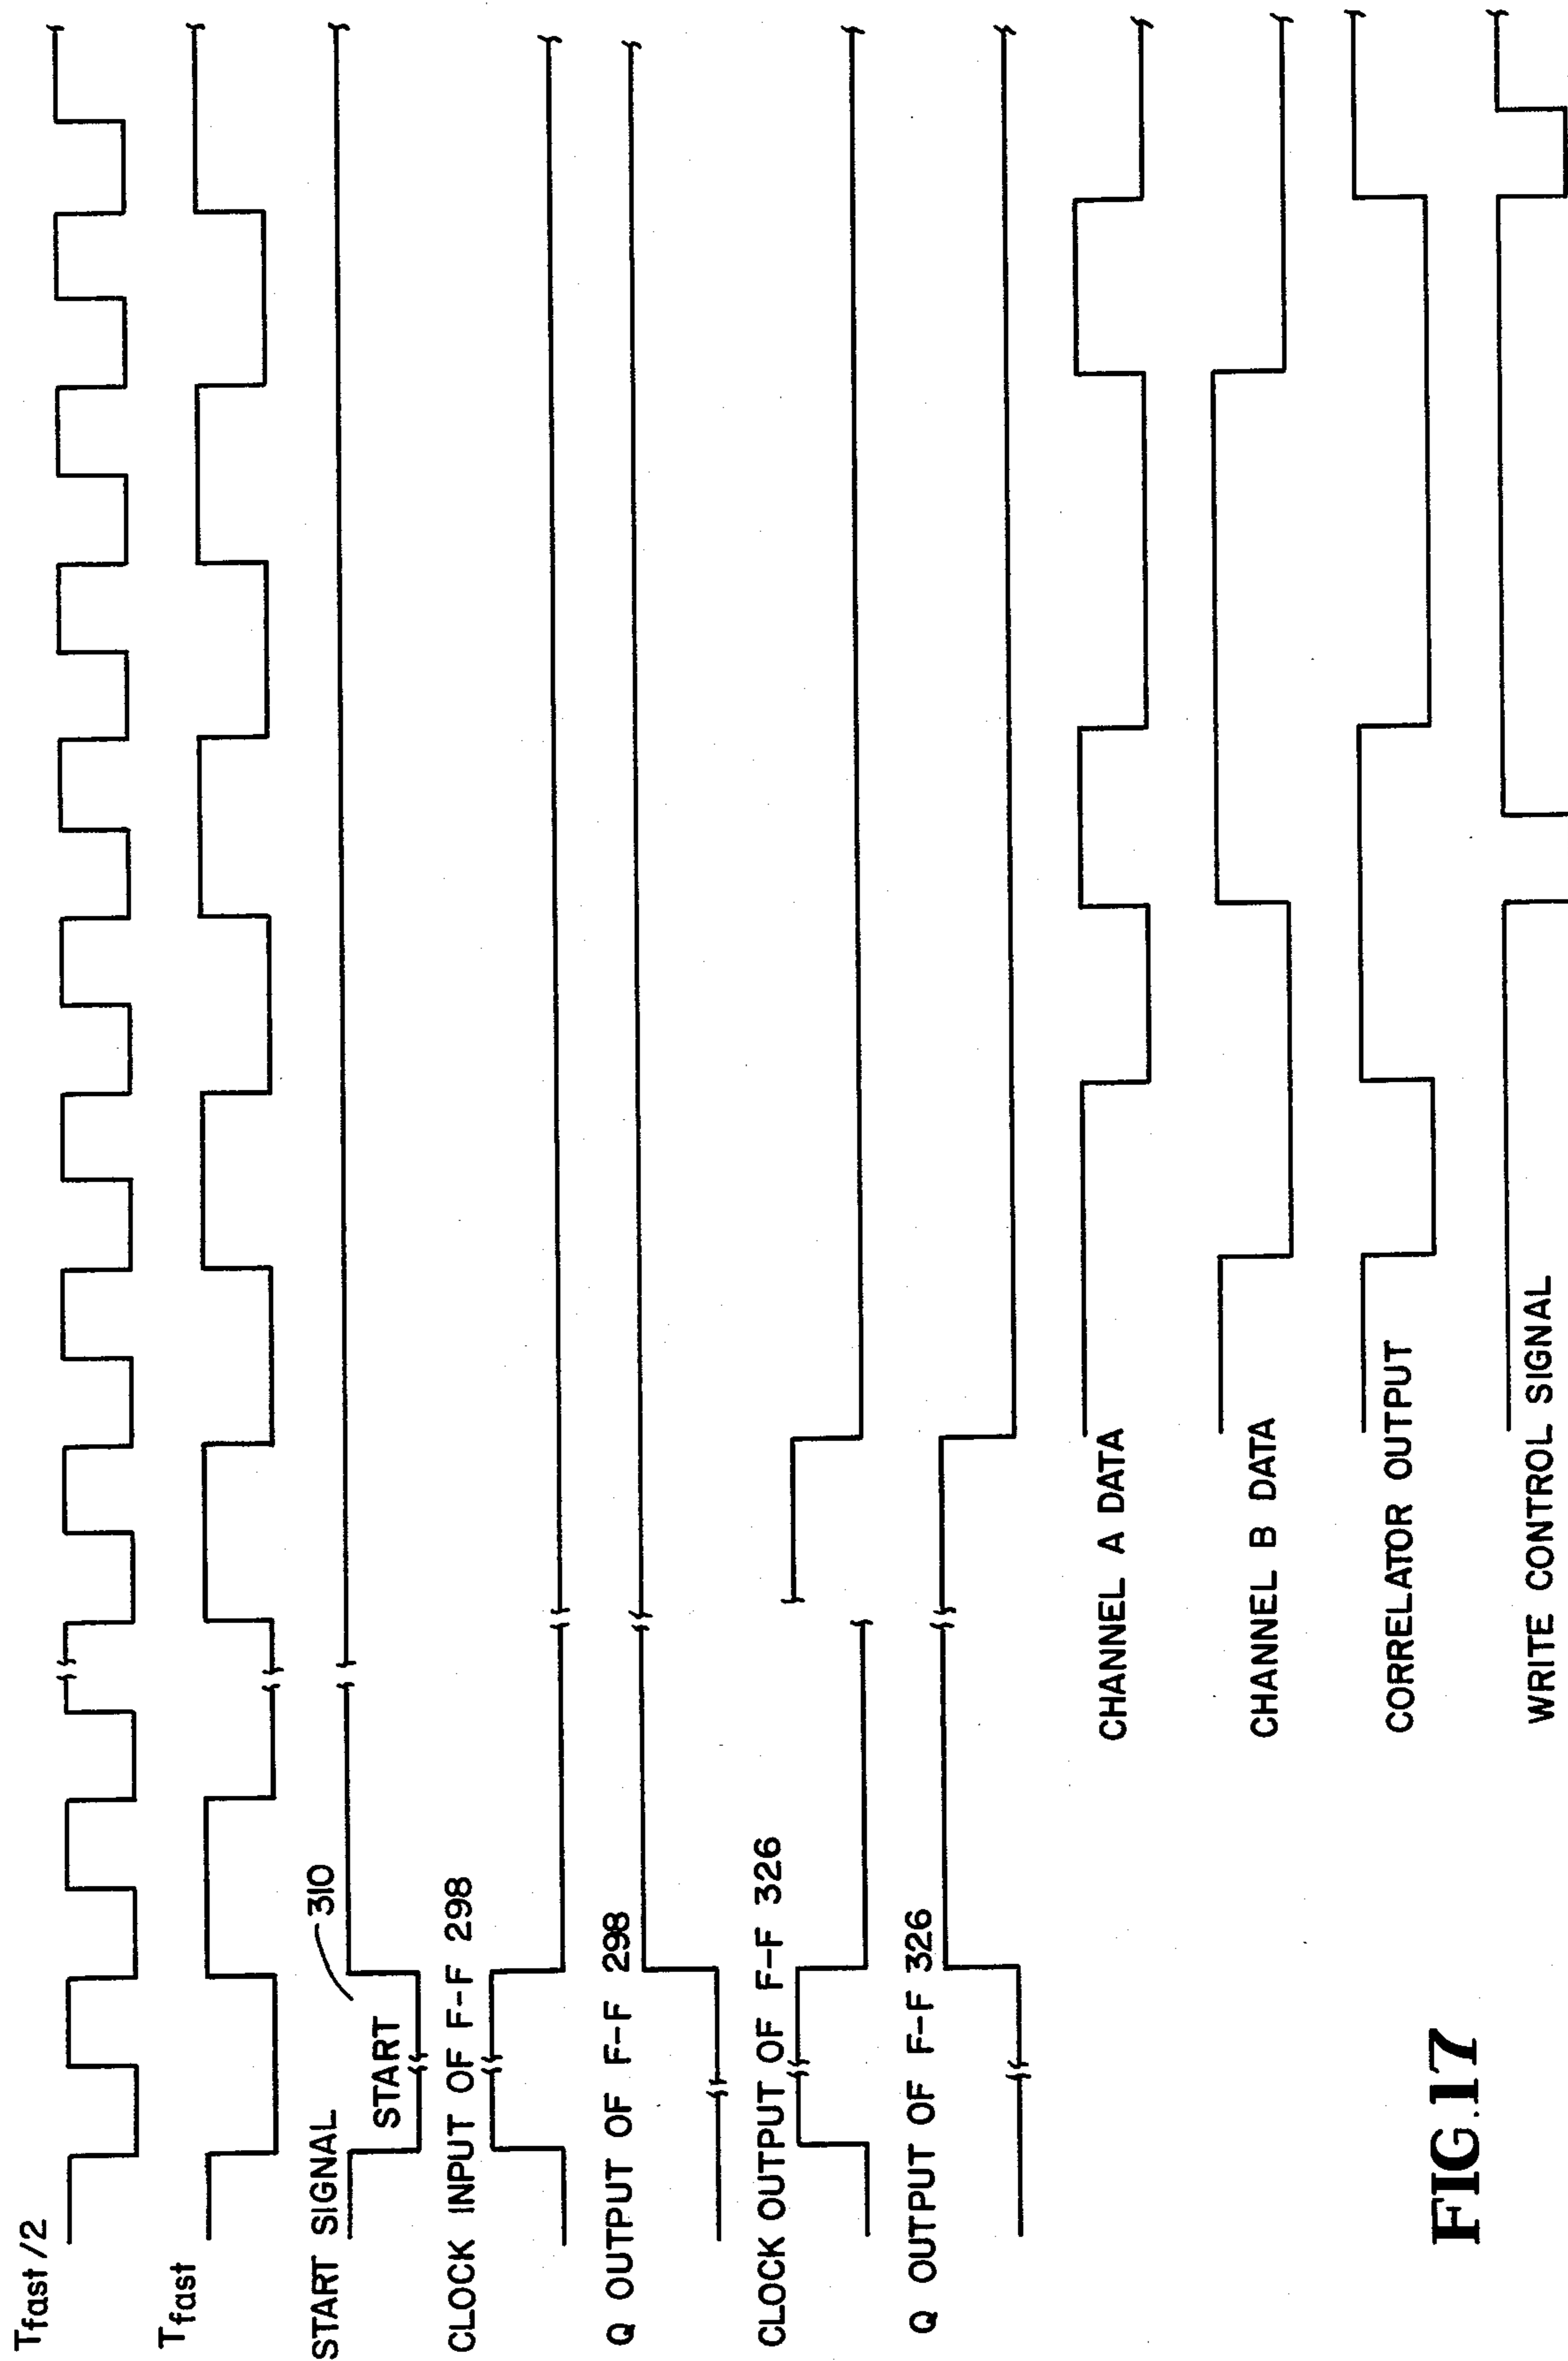 Tfast/2
Tfast
START SIGNAL
START
310
CLOCK INPUT OF F-F 298
Q OUTPUT OF F-F 298
CLOCK OUTPUT OF F-F 326
Q OUTPUT OF F-F 326
CHANNEL A DATA
CHANNEL B DATA
CORRELATOR OUTPUT
WRITE CONTROL SIGNAL
FIG.17